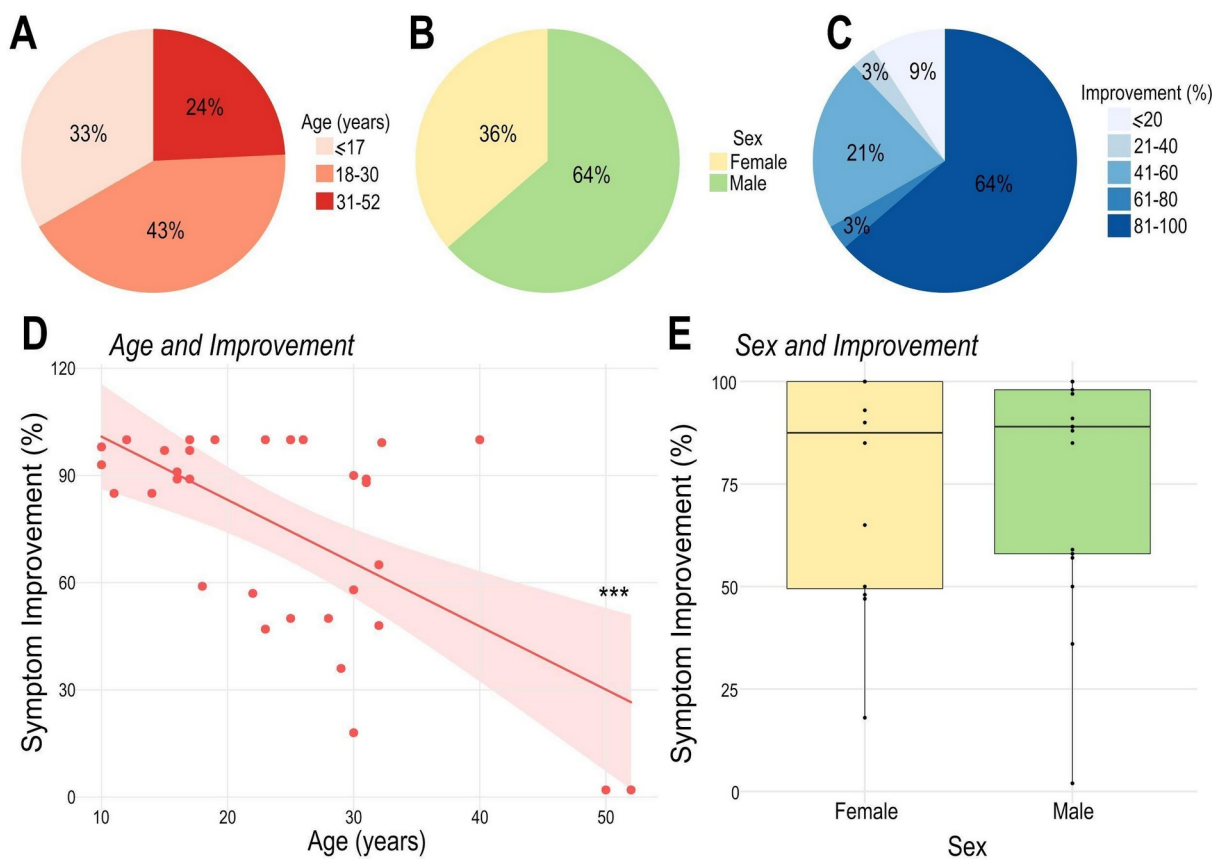 A
24%
33%
43%
Age (years)
⩽17
18-30
31-52
B
36%
64%
Sex
Female
Male
C
3%
9%
21%
3%
64%
Improvement (%)
⩽20
21-40
41-60
61-80
81-100
D
Age and Improvement
Symptom Improvement (%)
120
90
60
30
0
***
10 20 30 40 50
Age (years)
E
Sex and Improvement
Symptom Improvement (%)
100
75
50
25
0
Female Male
Sex